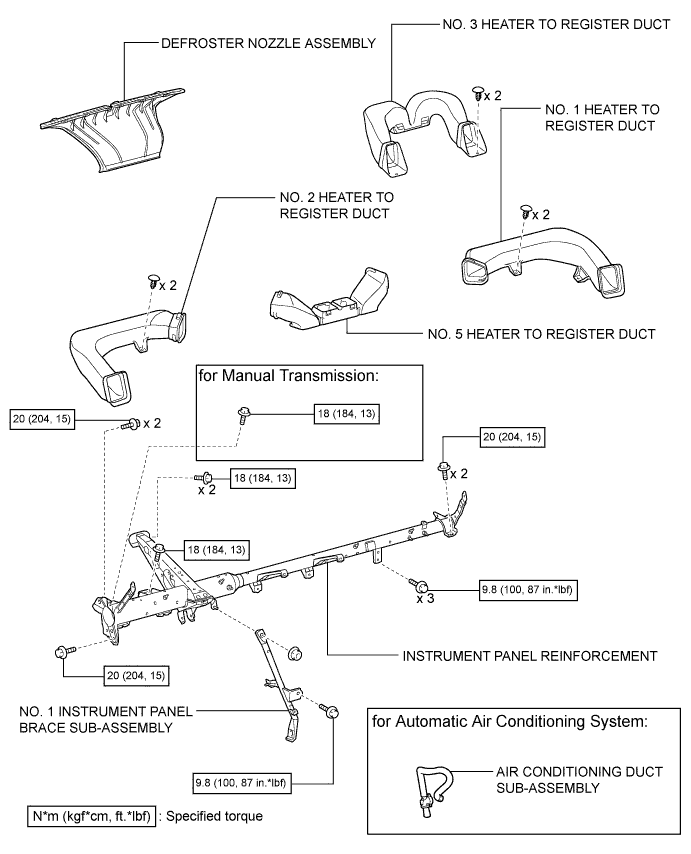 NO. 3 HEATER TO REGISTER DUCT
DEFROSTER NOZZLE ASSEMBLY
x 2
NO. 1 HEATER TO
REGISTER DUCT
NO. 2 HEATER TO
REGISTER DUCT
x 2
x 2
NO. 5 HEATER TO REGISTER DUCT
for Manual Transmission:
18 (184, 13)
20 (204, 15)
x 2
20 (204, 15)
x 2
18 (184, 13)
x 2
18 (184, 13)
9.8 (100, 87 in.*lbf)
x 3
INSTRUMENT PANEL REINFORCEMENT
20 (204, 15)
NO. 1 INSTRUMENT PANEL
BRACE SUB-ASSEMBLY
for Automatic Air Conditioning System:
AIR CONDITIONING DUCT
SUB-ASSEMBLY
9.8 (100, 87 in.*lbf)
N*m (kgf*cm, ft.*lbf) : Specified torque